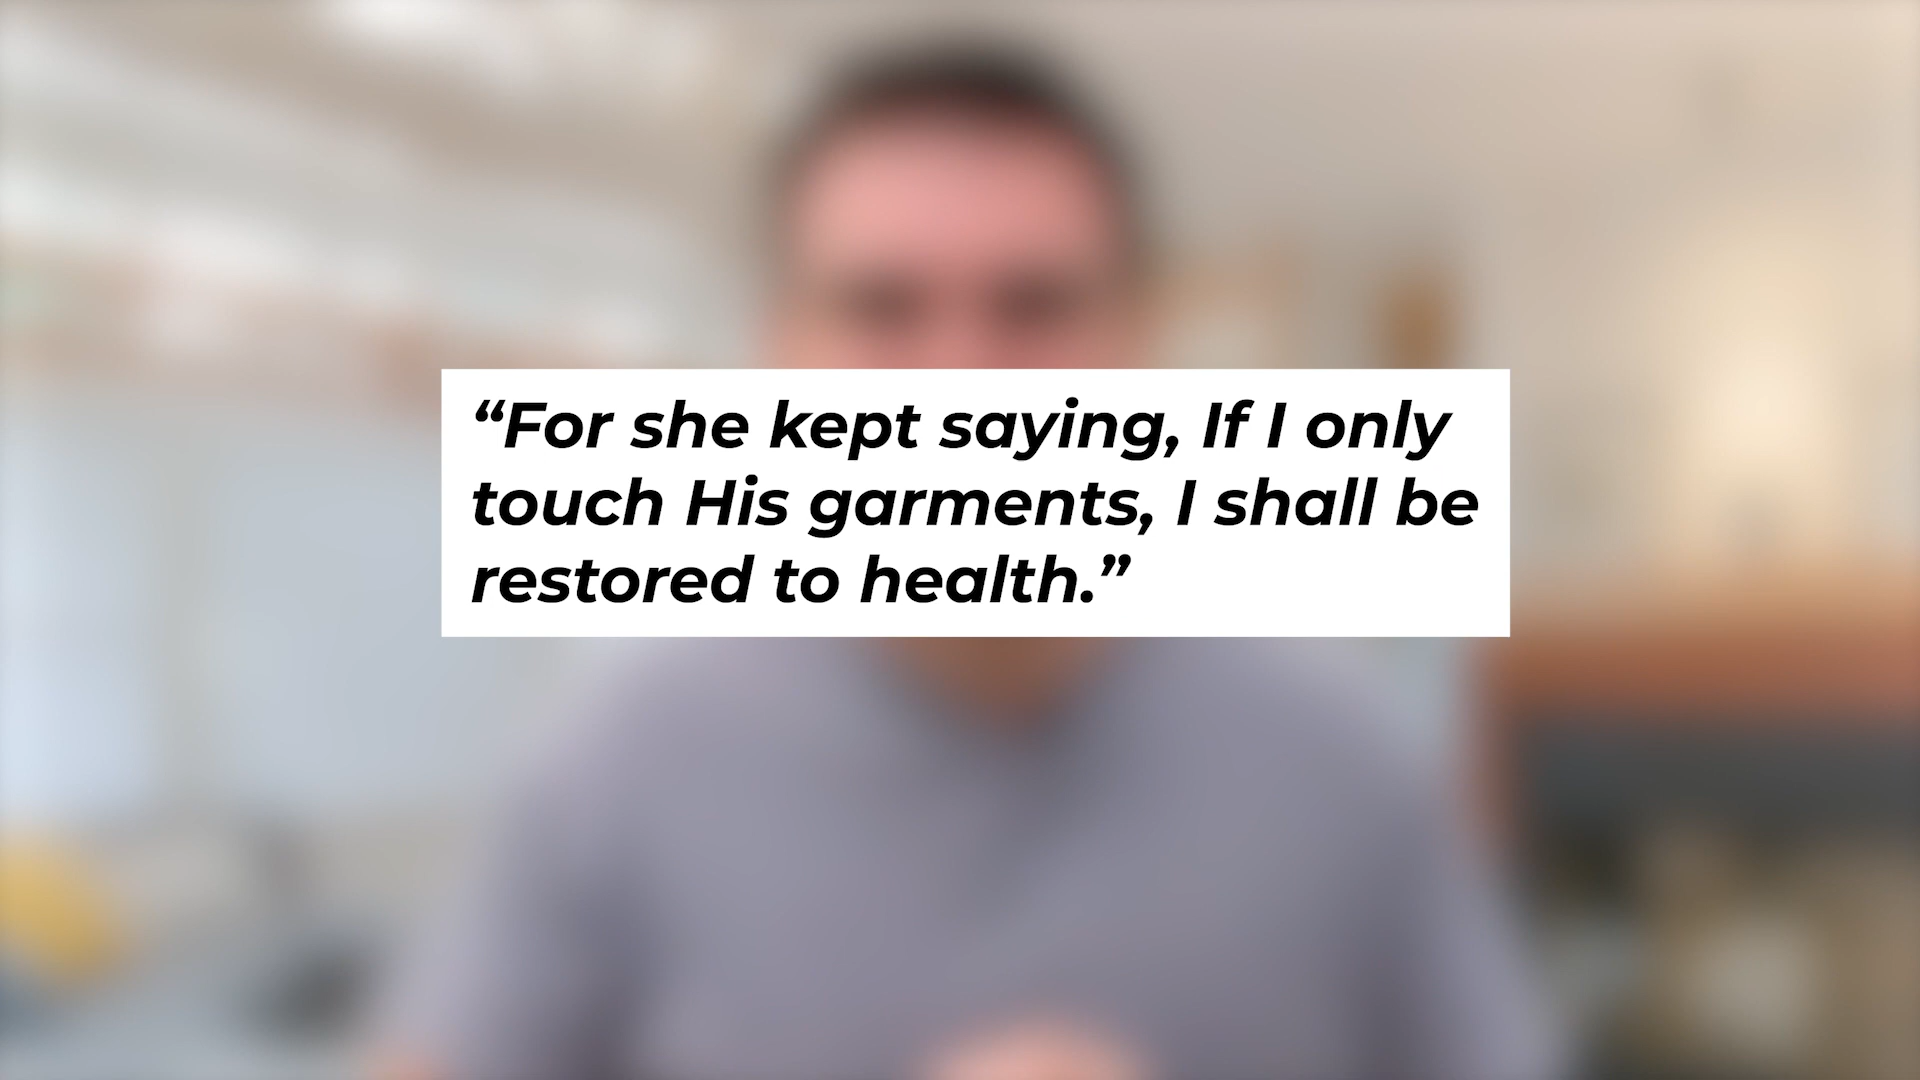 “For she kept saying, If I only
touch His garments, I shall be
restored to health.”